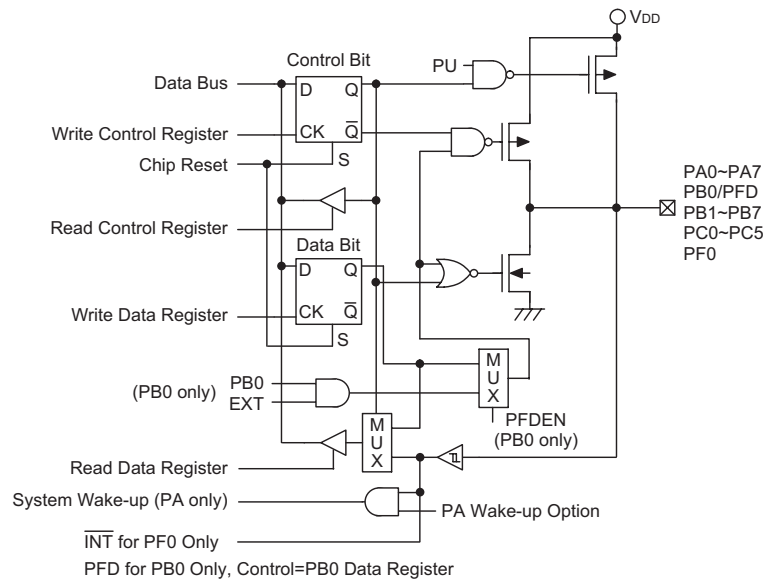 VDD
Control Bit
PU
Data Bus
D Q
Write Control Register
CK Q̅
Chip Reset
S
PA0~PA7
PB0/PFD
PB1~PB7
PC0~PC5
PF0
Read Control Register
Data Bit
D Q
Write Data Register
CK Q̅
S
MUX
(PB0 only)
PB0
EXT
PFDEN
(PB0 only)
MUX
Read Data Register
System Wake-up (PA only)
PA Wake-up Option
I̅N̅T̅ for PF0 Only
PFD for PB0 Only, Control=PB0 Data Register